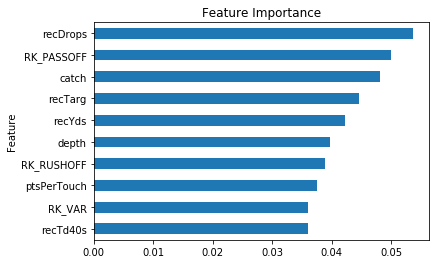 Feature Importance
recDrops
RK_PASSOFF
catch
recTarg
recYds
depth
RK_RUSHOFF
ptsPerTouch
RK_VAR
recTd40s
Feature
0.00 0.01 0.02 0.03 0.04 0.05